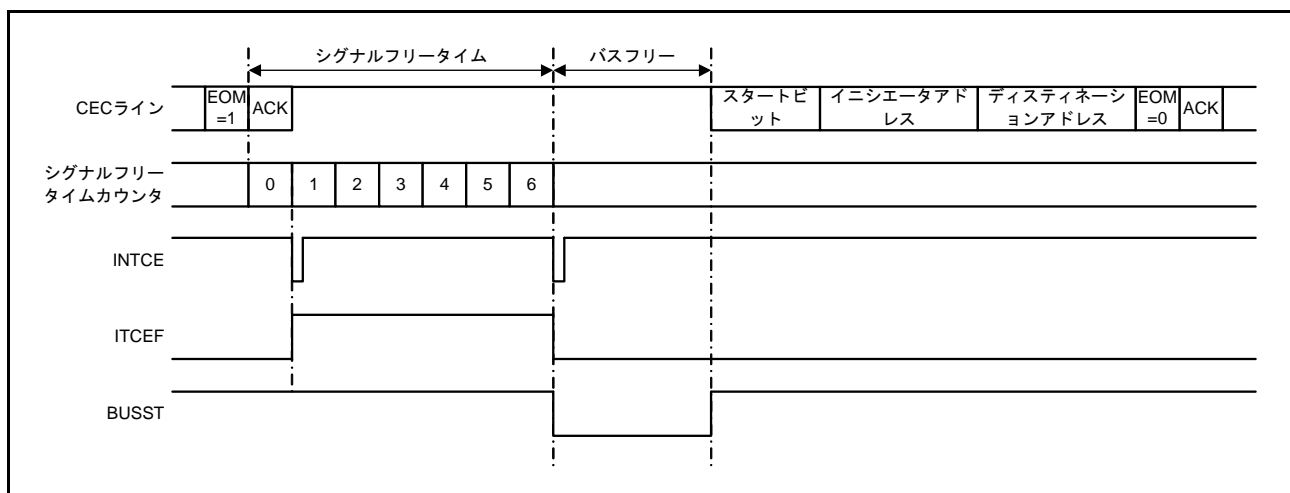 シグナルフリータイム
バスフリー
CECライン
EOM
=1
ACK
スタートビ
ット
イニシエータアド
レス
ディスティネーシ
ョンアドレス
EOM
=0
ACK
シグナルフリー
タイムカウンタ
0 1 2 3 4 5 6
INTCE
ITCEF
BUSST